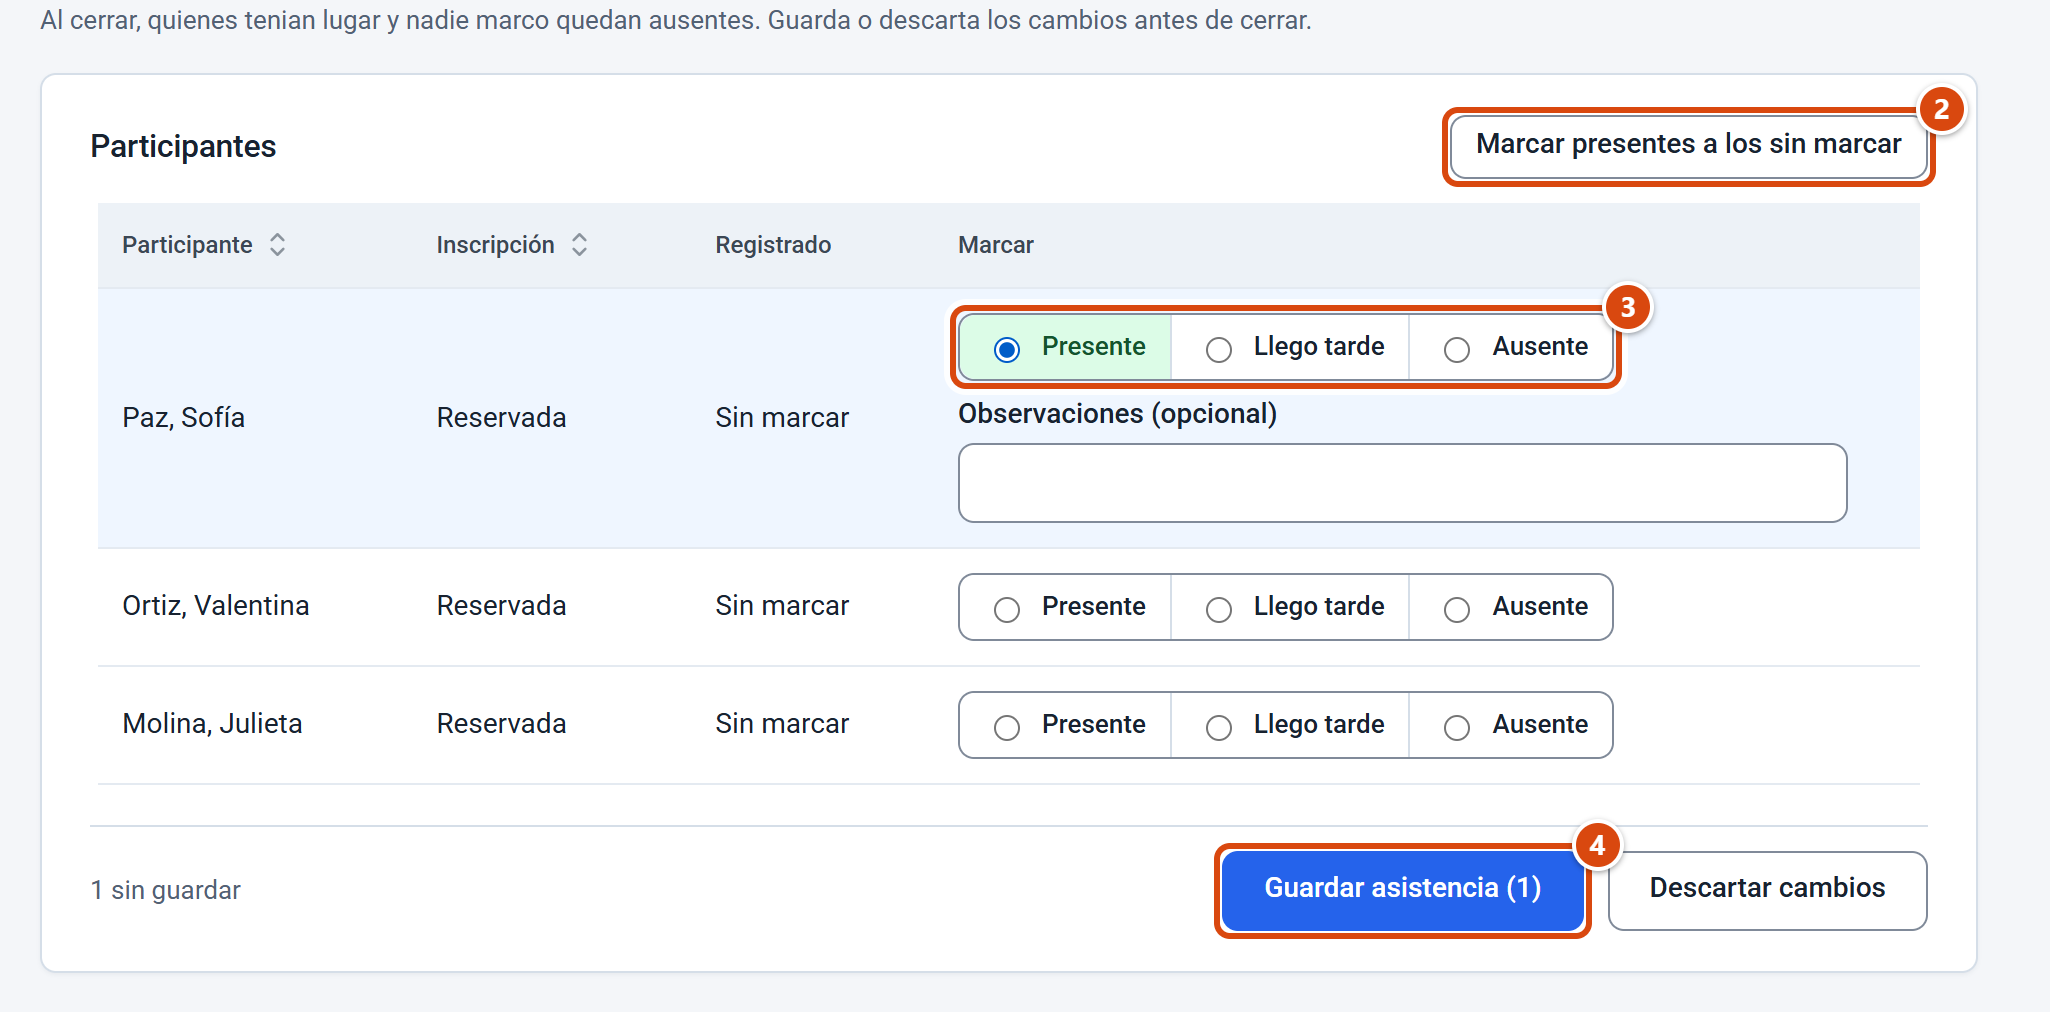 Al cerrar, quienes tenian lugar y nadie marco quedan ausentes. Guarda o descarta los cambios antes de cerrar.
Participantes
Marcar presentes a los sin marcar
2
Participante Inscripción Registrado Marcar
3
Presente Llego tarde Ausente
Paz, Sofía Reservada Sin marcar
Observaciones (opcional)
Ortiz, Valentina Reservada Sin marcar Presente Llego tarde Ausente
Molina, Julieta Reservada Sin marcar Presente Llego tarde Ausente
4
1 sin guardar Guardar asistencia (1) Descartar cambios